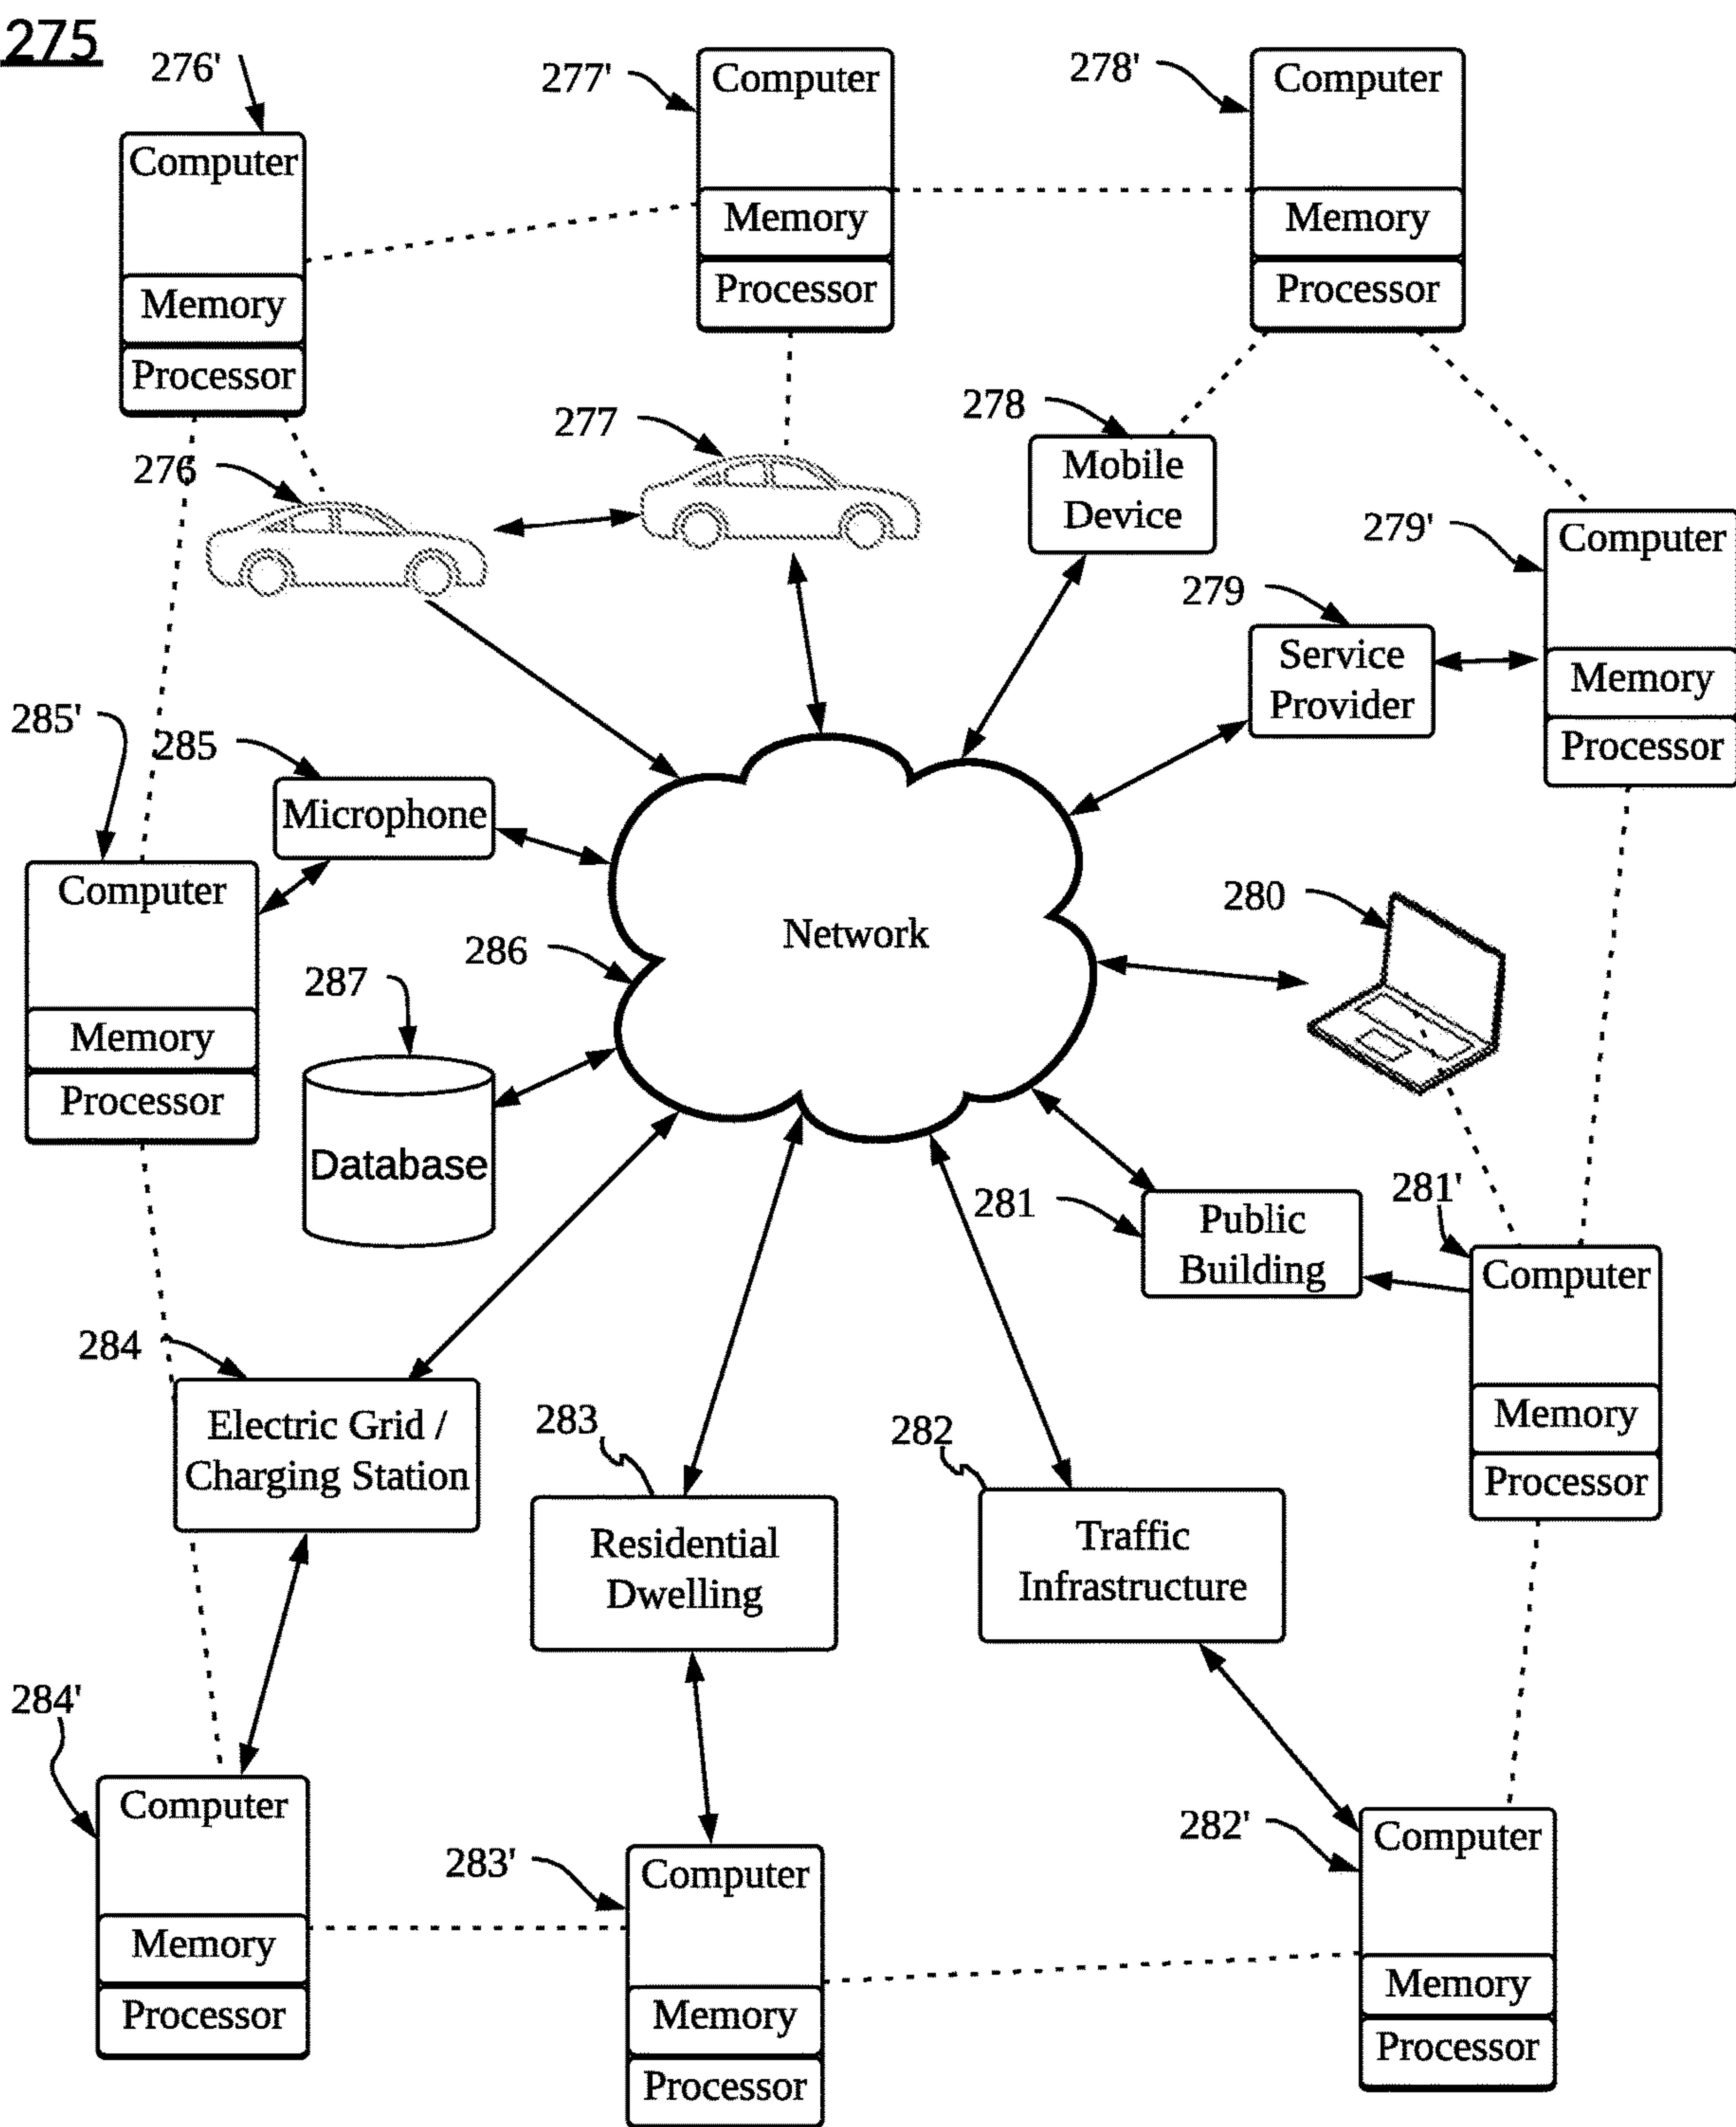 275
276'
277'
278'
Computer
Memory
Processor
Computer
Memory
Processor
Computer
Memory
Processor
276
277
278
Mobile
Device
279'
279
Service
Provider
Computer
Memory
Processor
285'
285
Microphone
Computer
Memory
Processor
286
Network
280
287
Database
281
Public
Building
281'
Computer
Memory
Processor
284
Electric Grid /
Charging Station
283
Residential
Dwelling
282
Traffic
Infrastructure
284'
Computer
Memory
Processor
283'
Computer
Memory
Processor
282'
Computer
Memory
Processor